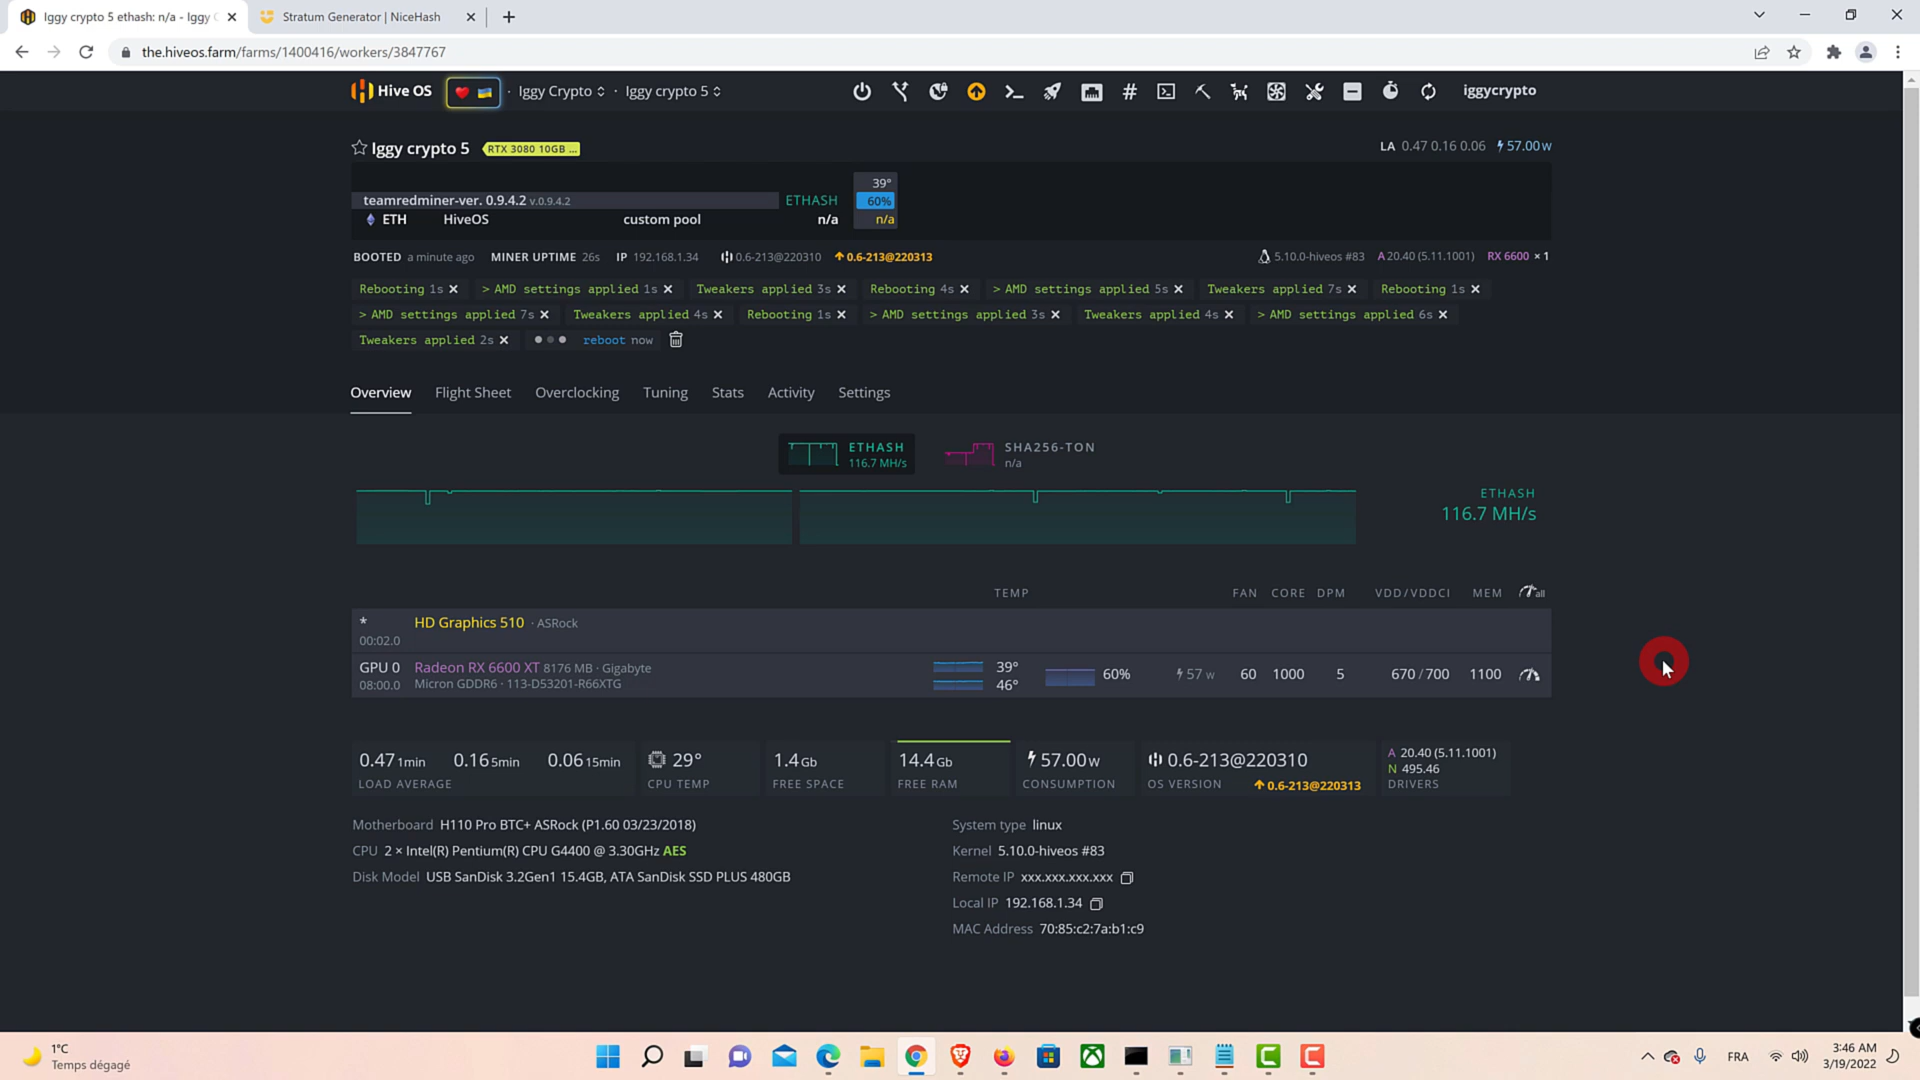 Iggy crypto 5 ethash: n/a - Iggy C
Stratum Generator | NiceHash
the.hiveos.farm/farms/1400416/workers/3847767
Hive OS · Iggy Crypto · Iggy crypto 5 iggycrypto
Iggy crypto 5 RTX 3080 10GB ... LA 0.47 0.16 0.06 57.00 W
39°
teamredminer-ver. 0.9.4.2 v.0.9.4.2 ETHASH 60%
ETH HiveOS custom pool n/a n/a
BOOTED a minute ago MINER UPTIME 26s IP 192.168.1.34 0.6-213@220310 0.6-213@220313 5.10.0-hiveos #83 A 20.40 (5.11.1001) RX 6600 × 1
Rebooting 1s × > AMD settings applied 1s × Tweakers applied 3s × Rebooting 4s × > AMD settings applied 5s × Tweakers applied 7s × Rebooting 1s ×
> AMD settings applied 7s × Tweakers applied 4s × Rebooting 1s × > AMD settings applied 3s × Tweakers applied 4s × > AMD settings applied 6s ×
Tweakers applied 2s × reboot now
Overview Flight Sheet Overclocking Tuning Stats Activity Settings
ETHASH SHA256-TON
116.7 MH/s n/a
ETHASH
116.7 MH/s
TEMP FAN CORE DPM VDD/VDDCI MEM all
* HD Graphics 510 · ASRock
00:02.0
GPU 0 Radeon RX 6600 XT 8176 MB · Gigabyte 39°
60% 57 W 60 1000 5 670 / 700 1100
08:00.0 Micron GDDR6 · 113-D53201-R66XTG 46°
0.47 1min 0.16 5min 0.06 15min 29° 1.4 Gb 14.4 Gb 57.00 W 0.6-213@220310 A 20.40 (5.11.1001)
N 495.46
LOAD AVERAGE CPU TEMP FREE SPACE FREE RAM CONSUMPTION OS VERSION 0.6-213@220313 DRIVERS
Motherboard H110 Pro BTC+ ASRock (P1.60 03/23/2018)
CPU 2 × Intel(R) Pentium(R) CPU G4400 @ 3.30GHz AES
Disk Model USB SanDisk 3.2Gen1 15.4GB, ATA SanDisk SSD PLUS 480GB
System type linux
Kernel 5.10.0-hiveos #83
Remote IP xxx.xxx.xxx.xxx
Local IP 192.168.1.34
MAC Address 70:85:c2:7a:b1:c9
1°C
Temps dégagé
FRA
3:46 AM
3/19/2022